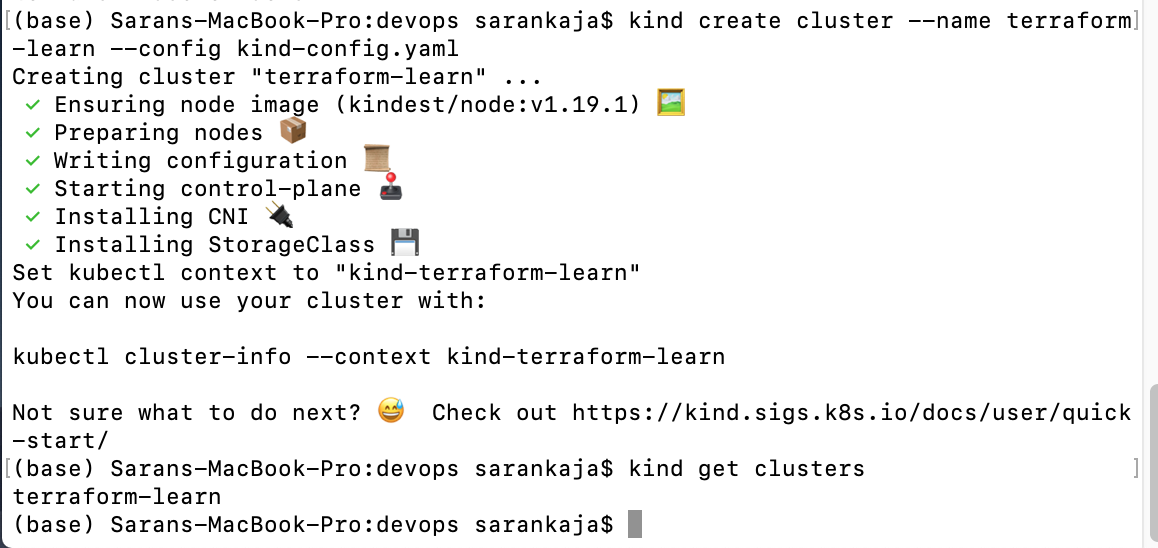 [(base) Sarans-MacBook-Pro:devops sarankaja$ kind create cluster --name terraform]
-learn --config kind-config.yaml
Creating cluster "terraform-learn" ...
✓ Ensuring node image (kindest/node:v1.19.1) 🖼
✓ Preparing nodes 📦
✓ Writing configuration 📜
✓ Starting control-plane 🕹
✓ Installing CNI 🔌
✓ Installing StorageClass 💾
Set kubectl context to "kind-terraform-learn"
You can now use your cluster with:

kubectl cluster-info --context kind-terraform-learn

Not sure what to do next? 😅  Check out https://kind.sigs.k8s.io/docs/user/quick
-start/
[(base) Sarans-MacBook-Pro:devops sarankaja$ kind get clusters ]
terraform-learn
(base) Sarans-MacBook-Pro:devops sarankaja$